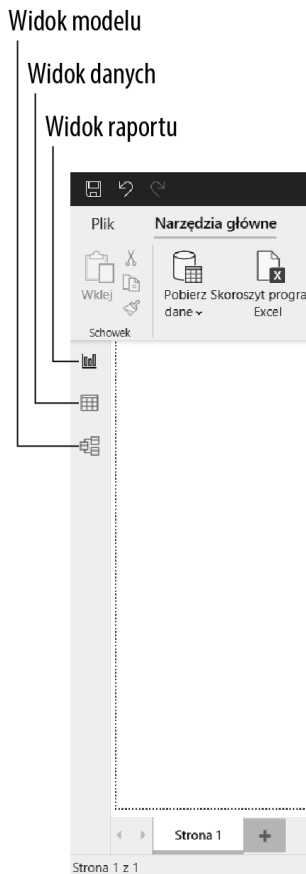 Widok modelu
Widok danych
Widok raportu
Plik Narzędzia główne
Wklej
Pobierz Skoroszyt progra
dane Excel
Schowek
Strona 1
Strona 1 z 1